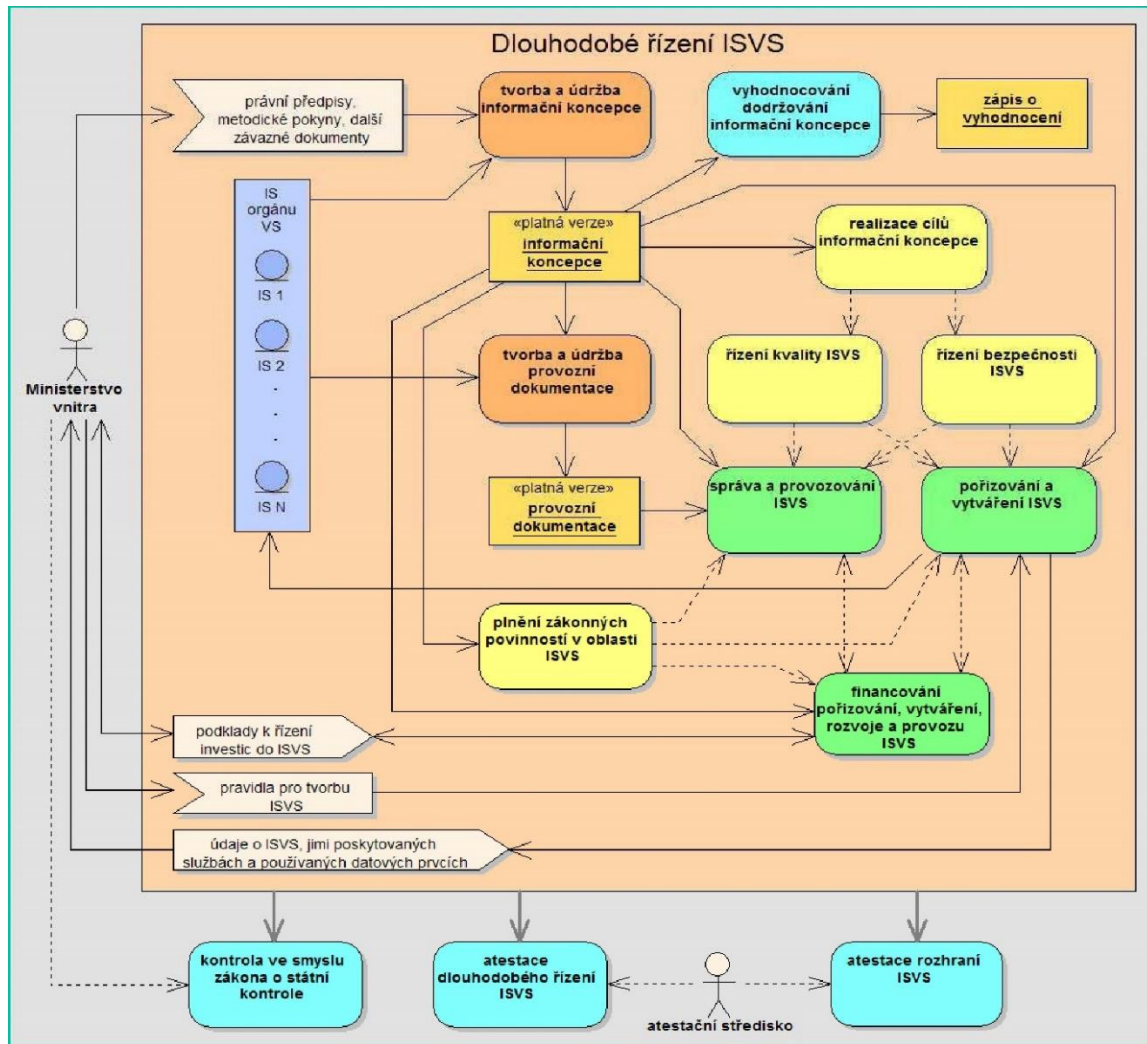 Dlouhodobé řízení ISVS
právní předpisy,
metodické pokyny, další
závazné dokumenty
tvorba a údržba
informační koncepce
vyhodnocování
dodržování
informační koncepce
zápis o
vyhodnocení
IS
orgánu
VS
IS 1
IS 2
.
.
.
.
IS N
«platná verze»
informační
koncepce
realizace cílů
informační koncepce
tvorba a údržba
provozní
dokumentace
řízení kvality ISVS
řízení bezpečnosti
ISVS
Ministerstvo
vnitra
«platná verze»
provozní
dokumentace
správa a provozování
ISVS
pořizování a
vytváření ISVS
plnění zákonných
povinností v oblasti
ISVS
financování
pořizování, vytváření,
rozvoje a provozu
ISVS
podklady k řízení
investic do ISVS
pravidla pro tvorbu
ISVS
údaje o ISVS, jimi poskytovaných
službách a používaných datových prvcích
kontrola ve smyslu
zákona o státní
kontrole
atestace
dlouhodobého řízení
ISVS
atestační středisko
atestace rozhraní
ISVS